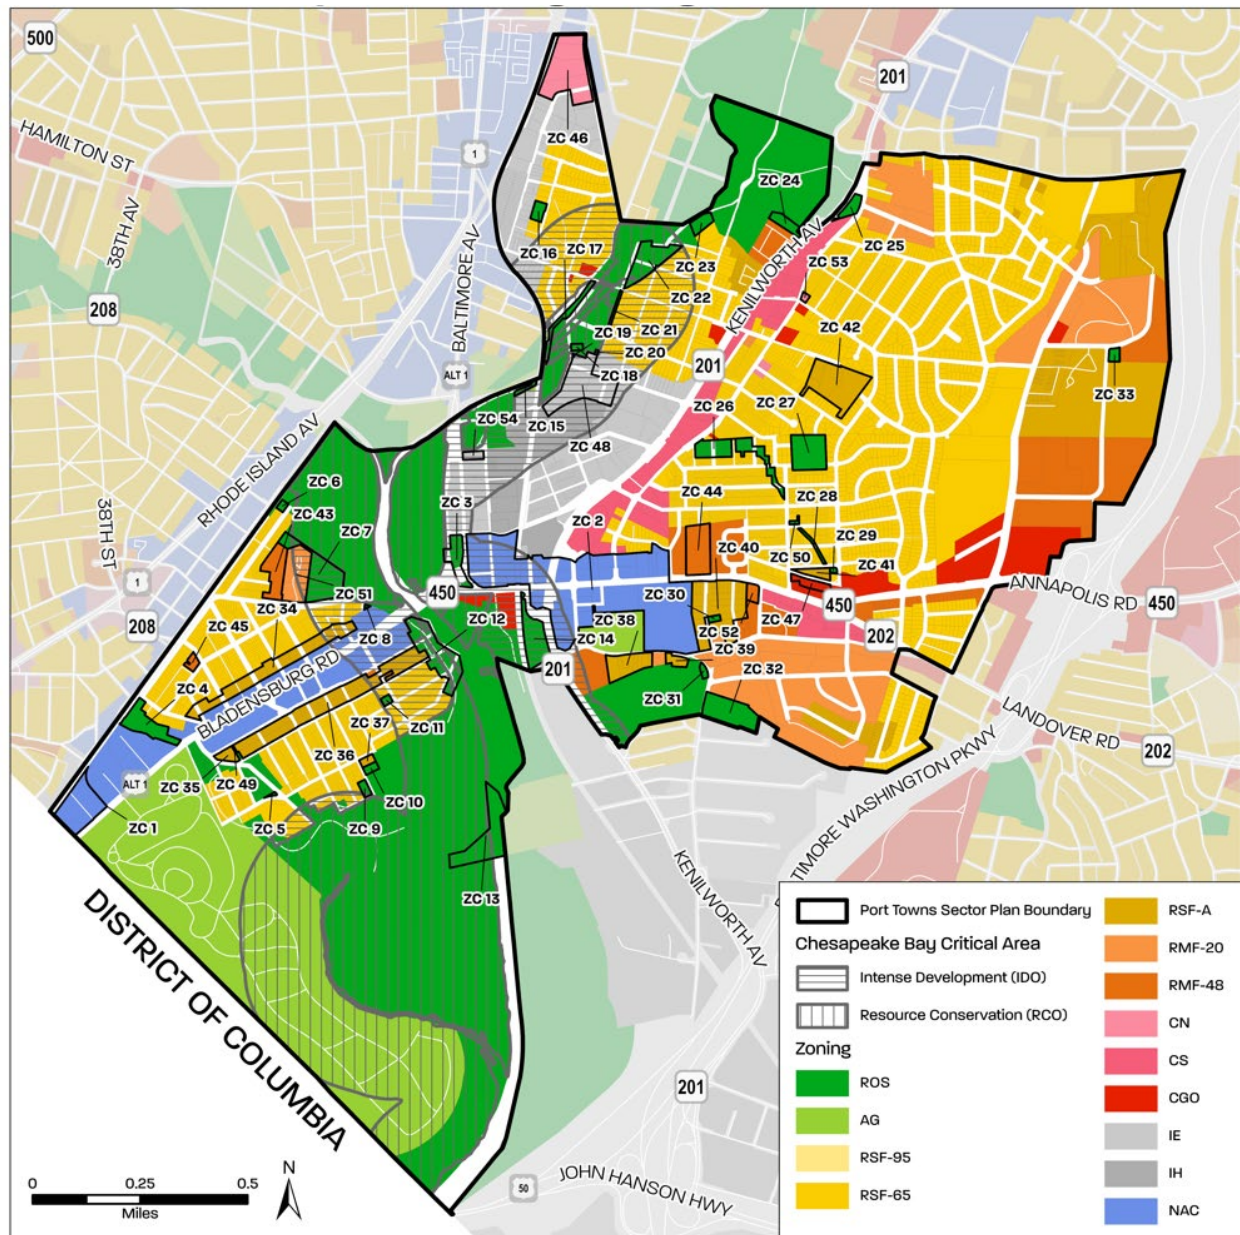 500
201
HAMILTON ST
1
ZC 46
ZC 24
38TH AV
BALTIMORE AV
ZC 25
ZC 16
ZC 17
ZC 53
KENILWORTH AV
ZC 23
208
ZC 22
ZC 19
ZC 21
ZC 42
ZC 20
ALT 1
201
ZC 18
ZC 33
ZC 26
ZC 27
RHODE ISLAND AV
ZC 54
ZC 15
ZC 48
ZC 6
ZC 3
ZC 44
38TH ST
ZC 43
ZC 7
ZC 2
ZC 28
ZC 29
ZC 40
ZC 50
ZC 41
1
450
ANNAPOLIS RD
450
ZC 51
ZC 30
450
ZC 34
ZC 38
ZC 47
208
ZC 45
ZC 8
ZC 12
ZC 14
ZC 52
202
ZC 39
201
ZC 32
ZC 4
BLADENSBURG RD
ZC 31
ZC 37
ZC 11
LANDOVER RD
202
ZC 36
ALT 1
ZC 35
ZC 49
ZC 10
ZC 1
ZC 5
ZC 9
TIMORE WASHINGTON PKWY
ZC 13
KENILWORTH AV
DISTRICT OF COLUMBIA
201
JOHN HANSON HWY
50
N
0
0.25
0.5
Miles
Port Towns Sector Plan Boundary
Chesapeake Bay Critical Area
Intense Development (IDO)
Resource Conservation (RCO)
Zoning
ROS
AG
RSF-95
RSF-65
RSF-A
RMF-20
RMF-48
CN
CS
CGO
IE
IH
NAC